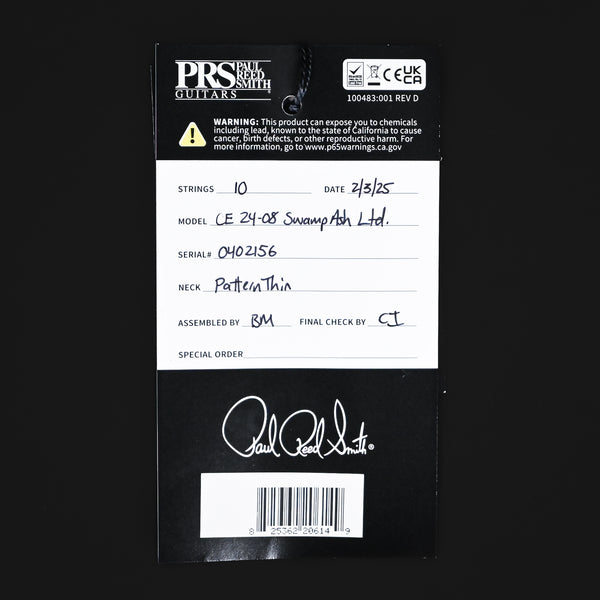 PRS PAUL REED SMITH
GUITARS
CE UK CA
100483:001 REV D
WARNING: This product can expose you to chemicals
including lead, known to the state of California to cause
cancer, birth defects, or other reproductive harm. For
more information, go to www.p65warnings.ca.gov
STRINGS 10 DATE 2/3/25
MODEL CE 24-08 Swamp Ash Ltd.
SERIAL# 0402156
NECK Pattern Thin
ASSEMBLED BY BM FINAL CHECK BY CI
SPECIAL ORDER
Paul Reed Smith®
8 25362 20614 9